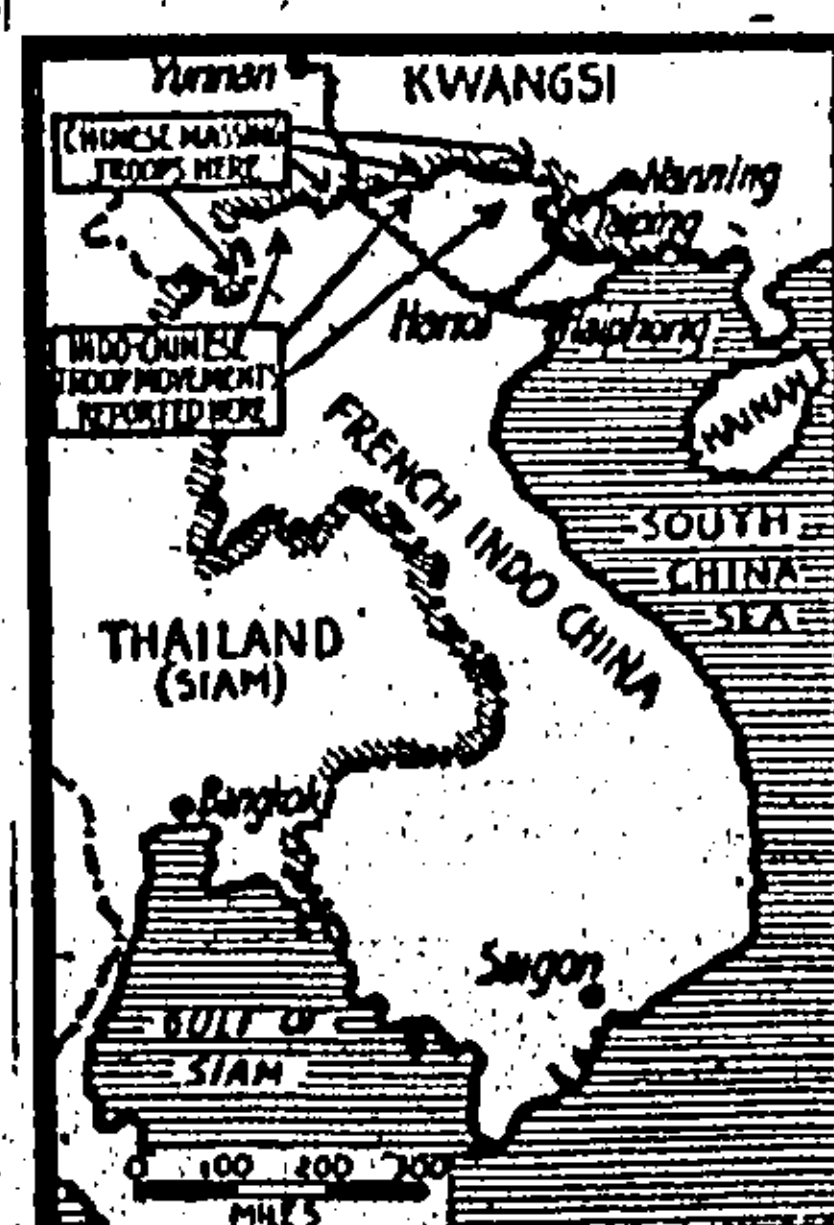 Yunnan
KWANGSI
CHINESE MASSING
TROOPS HERE
Nanning
Taiping
Hanoi
Haiphong
INDO-CHINESE
TROOP MOVEMENTS
REPORTED HERE
HAINAN
FRENCH INDO CHINA
SOUTH
CHINA
SEA
THAILAND
(SIAM)
Bangkok
Saigon
GULF OF
SIAM
0 100 200 300
MILES